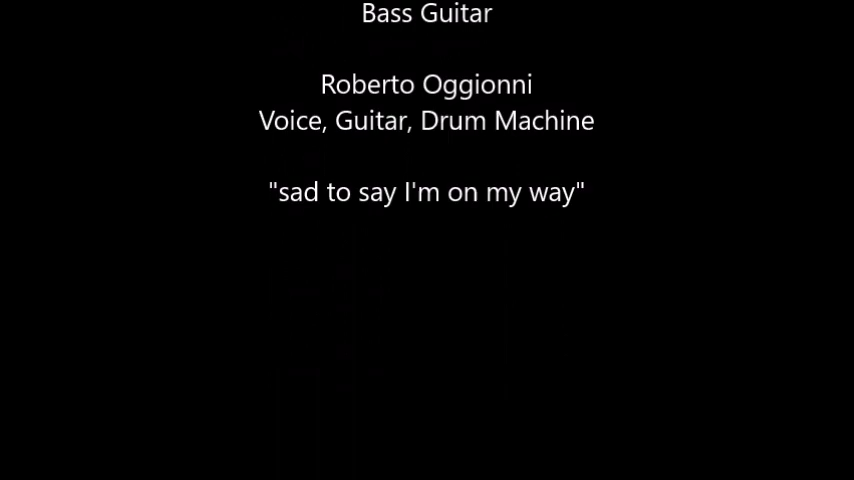 Bass Guitar
Roberto Oggionni
Voice, Guitar, Drum Machine
"sad to say I'm on my way"